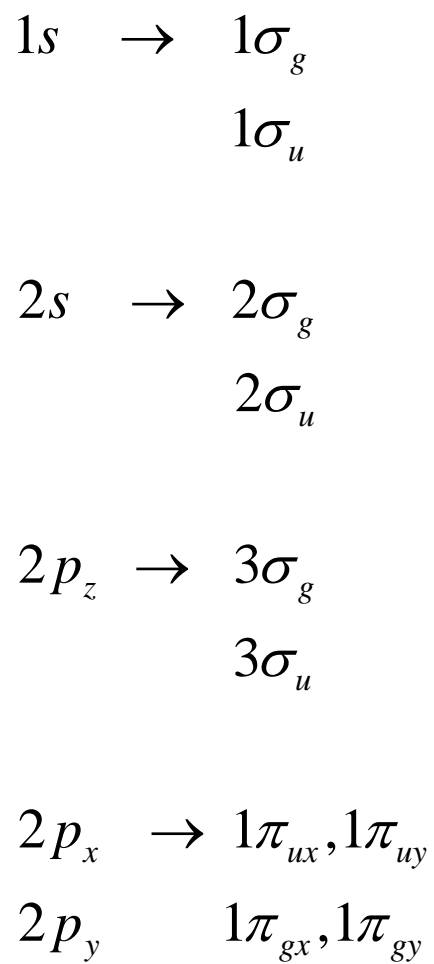 1s → 1σ_g
1σ_u
2s → 2σ_g
2σ_u
2p_z → 3σ_g
3σ_u
2p_x → 1π_ux, 1π_uy
2p_y 1π_gx, 1π_gy